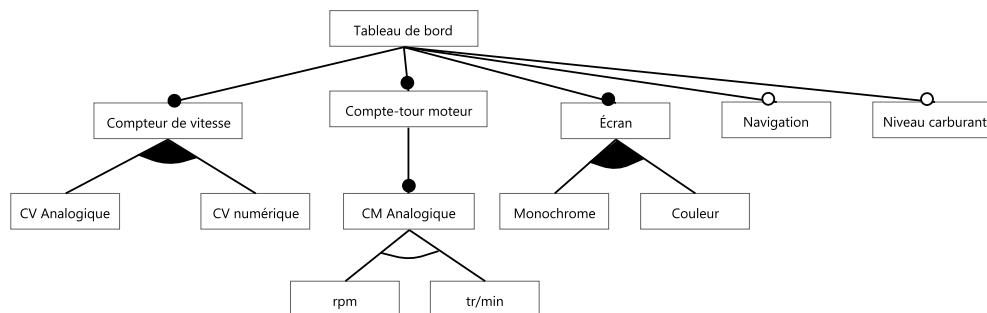 Tableau de bord
Compteur de vitesse
Compte-tour moteur
Écran
Navigation
Niveau carburant
CV Analogique
CV numérique
CM Analogique
Monochrome
Couleur
rpm
tr/min